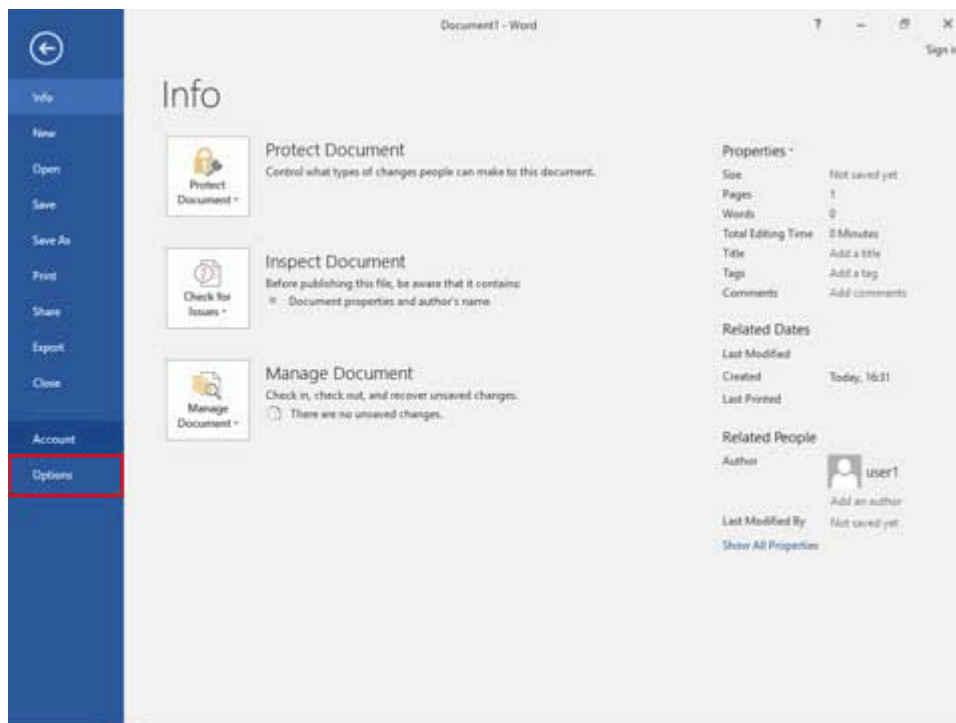 Document1 - Word
?
Sign in
Info
New
Open
Save
Save As
Print
Share
Export
Close
Account
Options
Info
Protect
Document
Protect Document
Control what types of changes people can make to this document.
Check for
Issues
Inspect Document
Before publishing this file, be aware that it contains:
Document properties and author's name
Manage
Document
Manage Document
Check in, check out, and recover unsaved changes.
There are no unsaved changes.
Properties
Size Not saved yet
Pages 1
Words 0
Total Editing Time 0 Minutes
Title Add a title
Tags Add a tag
Comments Add comments
Related Dates
Last Modified
Created Today, 16:31
Last Printed
Related People
Author user1
Add an author
Last Modified By Not saved yet
Show All Properties